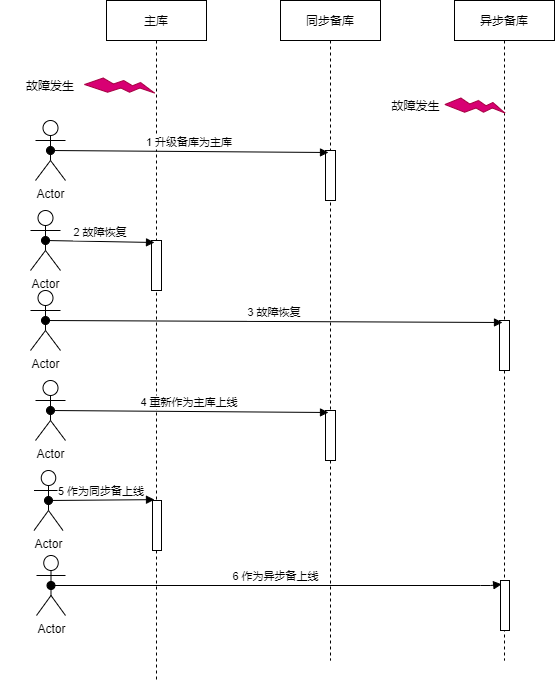 主库
同步备库
异步备库
故障发生
故障发生
1 升级备库为主库
Actor
2 故障恢复
Actor
3 故障恢复
Actor
4 重新作为主库上线
Actor
5 作为同步备上线
Actor
6 作为异步备上线
Actor